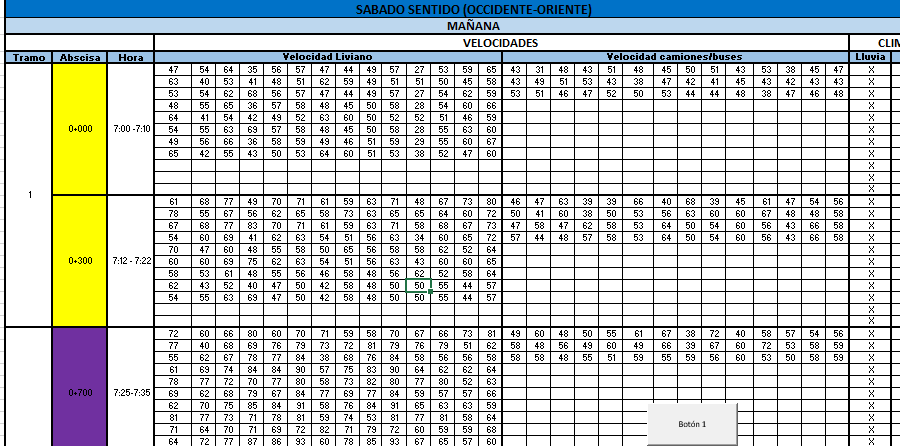 SABADO SENTIDO (OCCIDENTE-ORIENTE)
MAÑANA
VELOCIDADES CLIM
Tramo Abscisa Hora Velocidad Liviano Velocidad camiones/buses Lluvia
47 54 64 35 56 57 47 44 49 57 27 53 59 65 43 31 48 43 51 48 45 50 51 43 53 38 45 47 X
63 40 53 41 48 51 62 59 49 51 51 50 45 58 43 49 51 53 43 38 47 42 41 45 43 42 43 43 X
53 54 62 68 56 57 47 44 49 57 27 54 62 59 53 51 46 47 52 50 53 44 44 48 38 47 46 48 X
48 55 65 36 57 58 48 45 50 58 28 54 60 66 X
64 41 54 42 49 52 63 60 50 52 52 51 46 59 X
0+000 7:00 -7:10 54 55 63 69 57 58 48 45 50 58 28 55 63 60 X
49 56 66 36 58 59 49 46 51 59 29 55 60 67 X
65 42 55 43 50 53 64 60 51 53 38 52 47 60 X
X
X
X
1
61 68 77 49 70 71 61 59 63 71 48 67 73 80 46 47 63 39 39 66 40 68 39 45 61 47 54 56 X
78 55 67 56 62 65 58 73 63 65 65 64 60 72 50 41 60 38 50 53 56 63 60 60 67 48 48 58 X
67 68 77 83 70 71 61 59 63 71 58 68 67 73 47 58 47 62 58 53 64 50 54 60 56 43 66 58 X
54 60 69 41 62 63 54 51 56 63 34 60 65 72 57 44 48 57 58 53 64 50 54 60 56 43 66 58 X
70 47 60 48 55 58 50 65 56 58 58 62 52 64 X
0+300 7:12 - 7:22 60 60 69 75 62 63 54 51 56 63 43 60 60 65 X
58 53 61 48 55 56 46 58 48 56 62 52 58 64 X
62 43 52 40 47 50 42 58 48 50 50 55 44 57 X
54 55 63 69 47 50 42 58 48 50 50 55 44 57 X
X
X
72 60 66 80 60 70 71 59 58 70 67 66 73 81 49 60 48 50 55 61 67 38 72 40 58 57 54 56 X
77 40 68 69 76 79 73 72 81 79 76 79 51 62 58 48 56 49 60 49 66 39 67 60 72 53 58 59 X
55 62 67 78 77 84 38 68 76 84 58 56 56 58 58 58 48 55 51 59 55 59 56 60 53 50 58 59 X
61 69 74 84 84 90 57 75 83 90 64 62 62 64 X
78 77 72 70 77 80 58 73 82 80 77 80 52 63 X
0+700 7:25-7:35 69 62 68 79 67 84 77 69 77 84 59 57 57 66 X
62 70 75 85 84 91 58 76 84 91 65 63 63 59 X
81 77 73 71 78 81 59 74 53 81 77 81 58 64 X
71 64 70 71 69 72 82 71 79 72 60 59 59 68 X
64 72 77 87 86 93 60 78 85 93 67 65 57 60 X
Botón 1